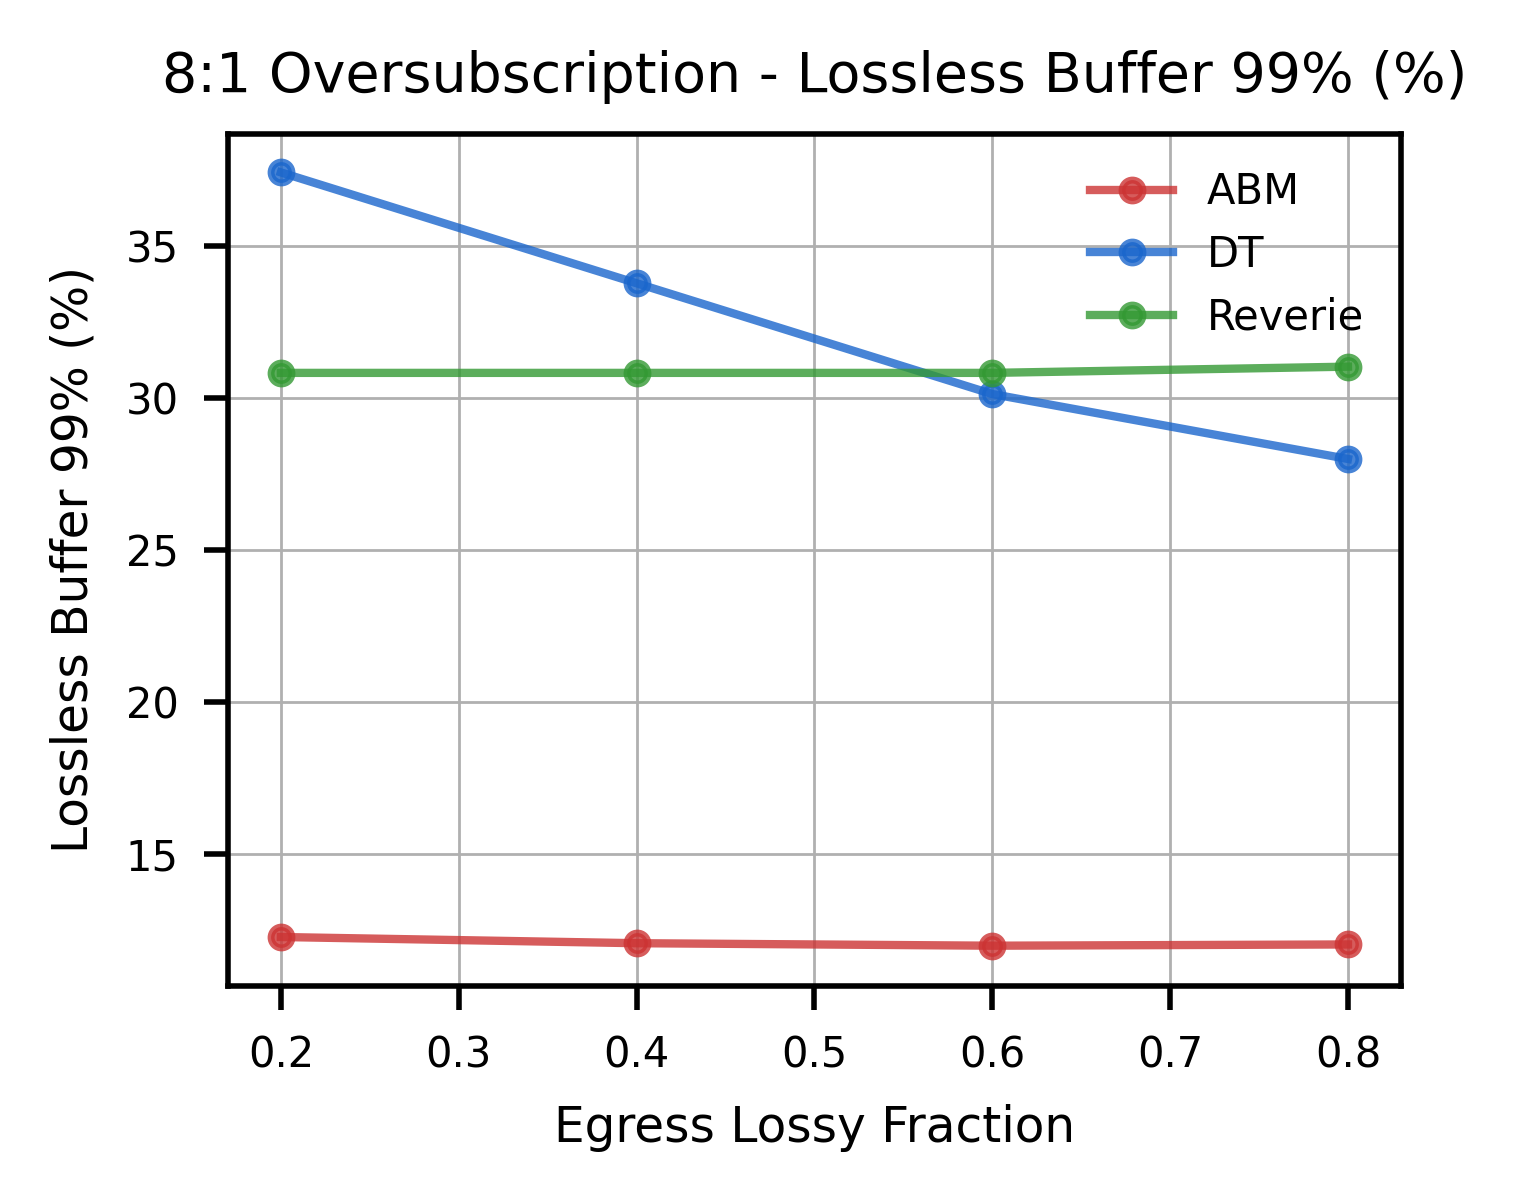 8:1 Oversubscription - Lossless Buffer 99% (%)
ABM
DT
Reverie
Lossless Buffer 99% (%)
35
30
25
20
15
0.2 0.3 0.4 0.5 0.6 0.7 0.8
Egress Lossy Fraction